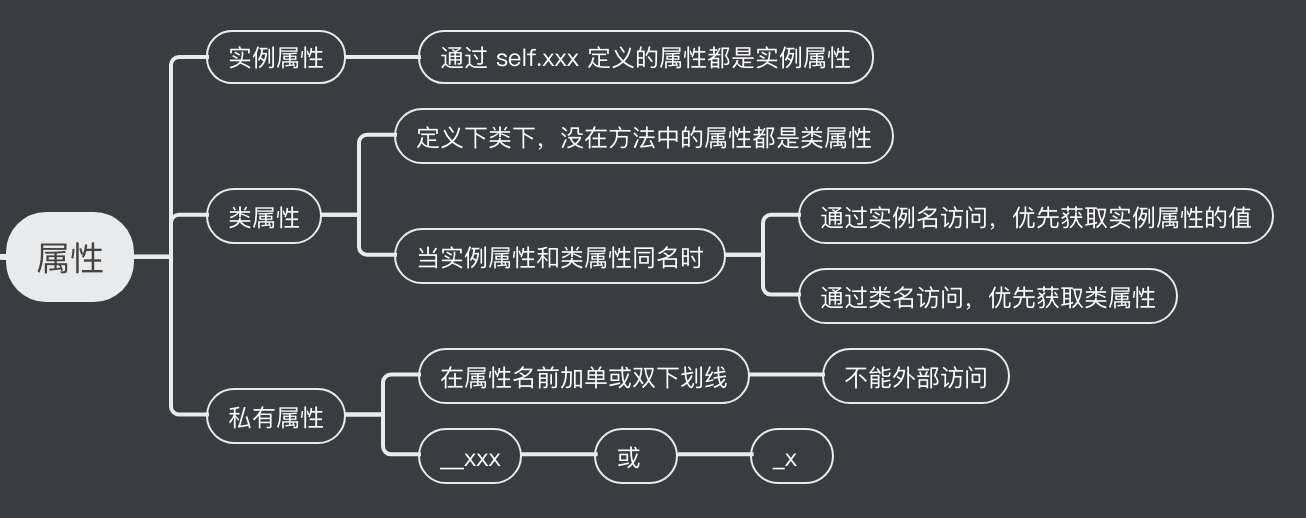 属性
实例属性
通过 self.xxx 定义的属性都是实例属性
类属性
定义下类下，没在方法中的属性都是类属性
当实例属性和类属性同名时
通过实例名访问，优先获取实例属性的值
通过类名访问，优先获取类属性
私有属性
在属性名前加单或双下划线
不能外部访问
__xxx
或
_x